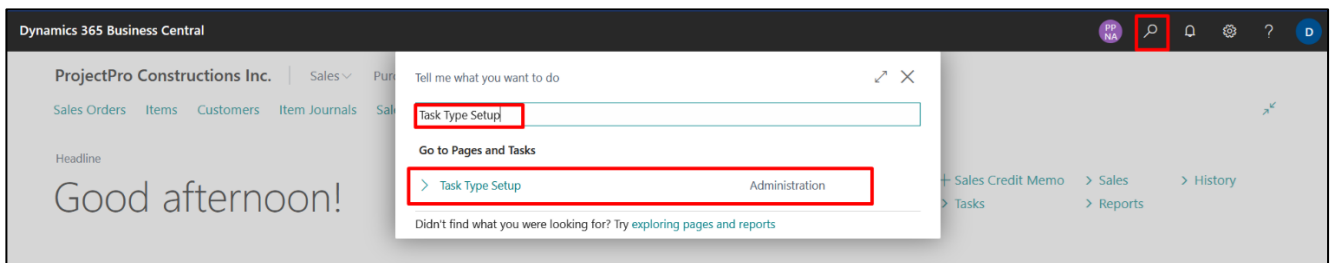 Dynamics 365 Business Central
PP
NA
?
D
ProjectPro Constructions Inc.
Sales
Pur
Sales Orders Items Customers Item Journals Sal
Headline
Good afternoon!
Tell me what you want to do
Task Type Setup
Go to Pages and Tasks
> Task Type Setup Administration
Didn't find what you were looking for? Try exploring pages and reports
+ Sales Credit Memo > Sales > History
> Tasks > Reports